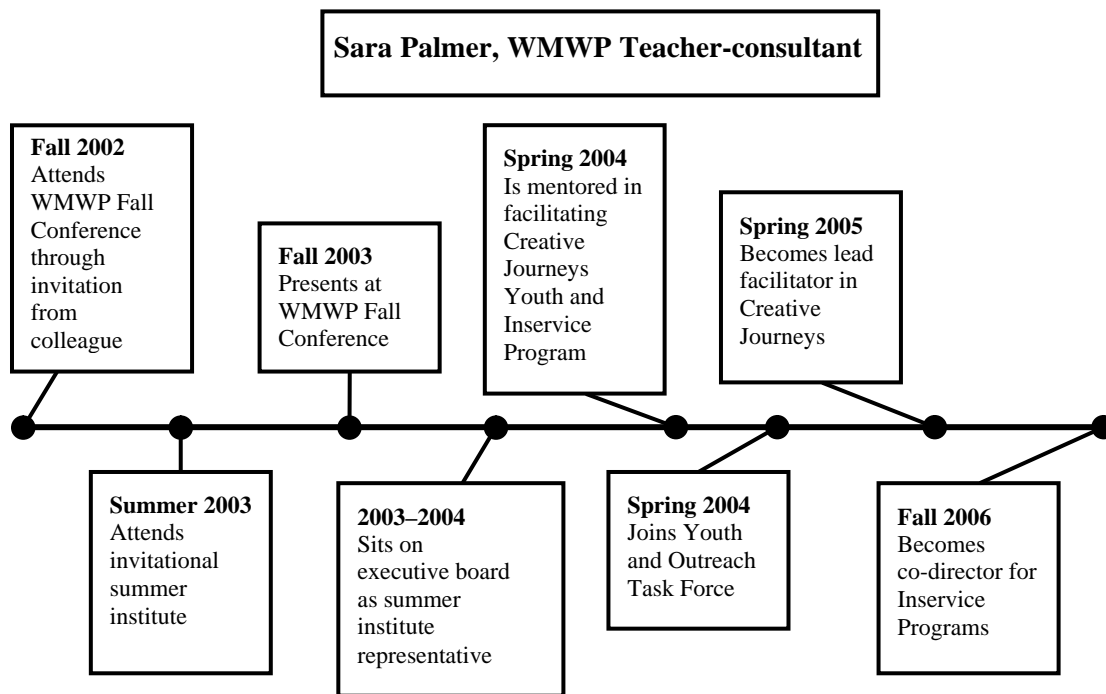 Sara Palmer, WMWP Teacher-consultant
Fall 2002
Attends
WMWP Fall
Conference
through
invitation
from
colleague
Summer 2003
Attends
invitational
summer
institute
Fall 2003
Presents at
WMWP Fall
Conference
2003–2004
Sits on
executive board
as summer
institute
representative
Spring 2004
Is mentored in
facilitating
Creative
Journeys
Youth and
Inservice
Program
Spring 2004
Joins Youth
and Outreach
Task Force
Spring 2005
Becomes lead
facilitator in
Creative
Journeys
Fall 2006
Becomes
co-director for
Inservice
Programs